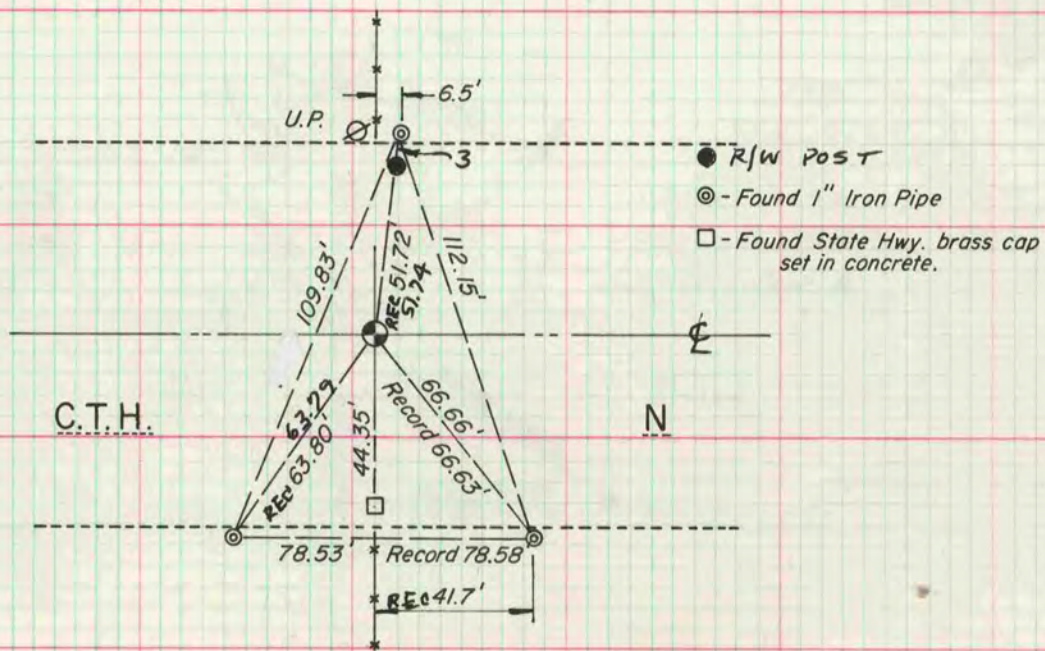 6.5'
U.P.
3
R/W POST
- Found 1" Iron Pipe
- Found State Hwy. brass cap
set in concrete.
109.83'
REC 51.72'
51.74
112.15'
℄
C.T.H.
N
63.79
REC 63.80'
44.35'
66.66'
Record 66.63'
78.53'
Record 78.58'
REC 41.7'